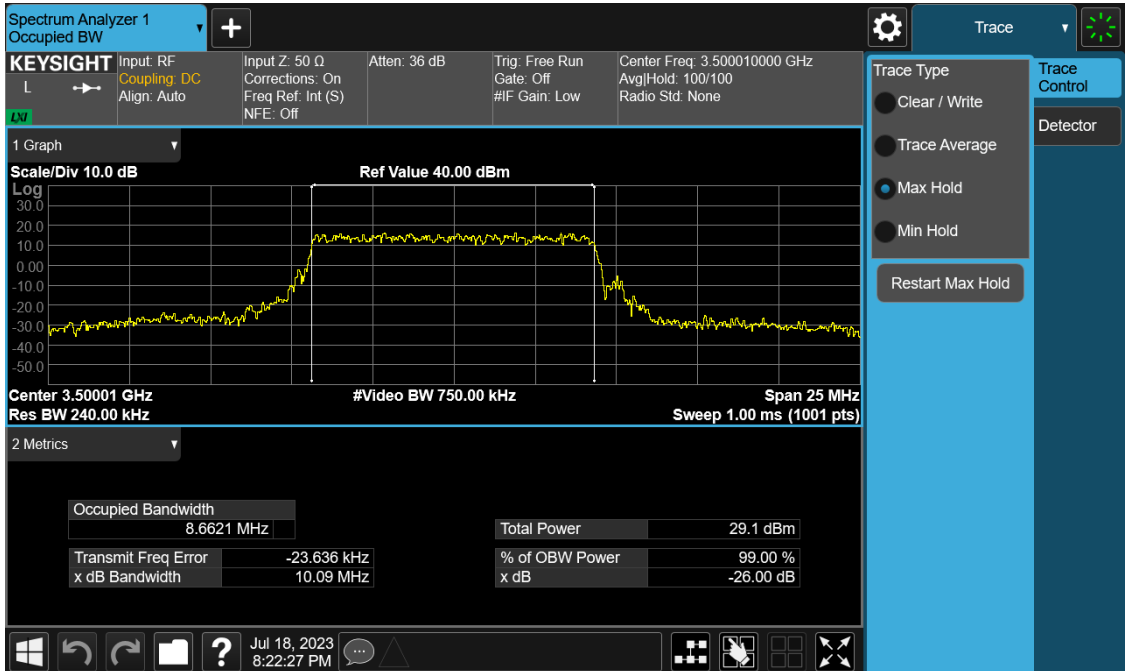 Spectrum Analyzer 1
Occupied BW
+
Trace
KEYSIGHT
L
LXI
Input: RF
Coupling: DC
Align: Auto
Input Z: 50 Ω
Corrections: On
Freq Ref: Int (S)
NFE: Off
Atten: 36 dB
Trig: Free Run
Gate: Off
#IF Gain: Low
Center Freq: 3.500010000 GHz
Avg|Hold: 100/100
Radio Std: None
Trace Type
Clear / Write
Trace Average
Max Hold
Min Hold
Restart Max Hold
Trace
Control
Detector
1 Graph
Scale/Div 10.0 dB
Ref Value 40.00 dBm
Log
30.0
20.0
10.0
0.00
-10.0
-20.0
-30.0
-40.0
-50.0
Center 3.50001 GHz
#Video BW 750.00 kHz
Span 25 MHz
Res BW 240.00 kHz
Sweep 1.00 ms (1001 pts)
2 Metrics
Occupied Bandwidth
8.6621 MHz
Total Power 29.1 dBm
Transmit Freq Error -23.636 kHz
% of OBW Power 99.00 %
x dB Bandwidth 10.09 MHz
x dB -26.00 dB
?
Jul 18, 2023
8:22:27 PM